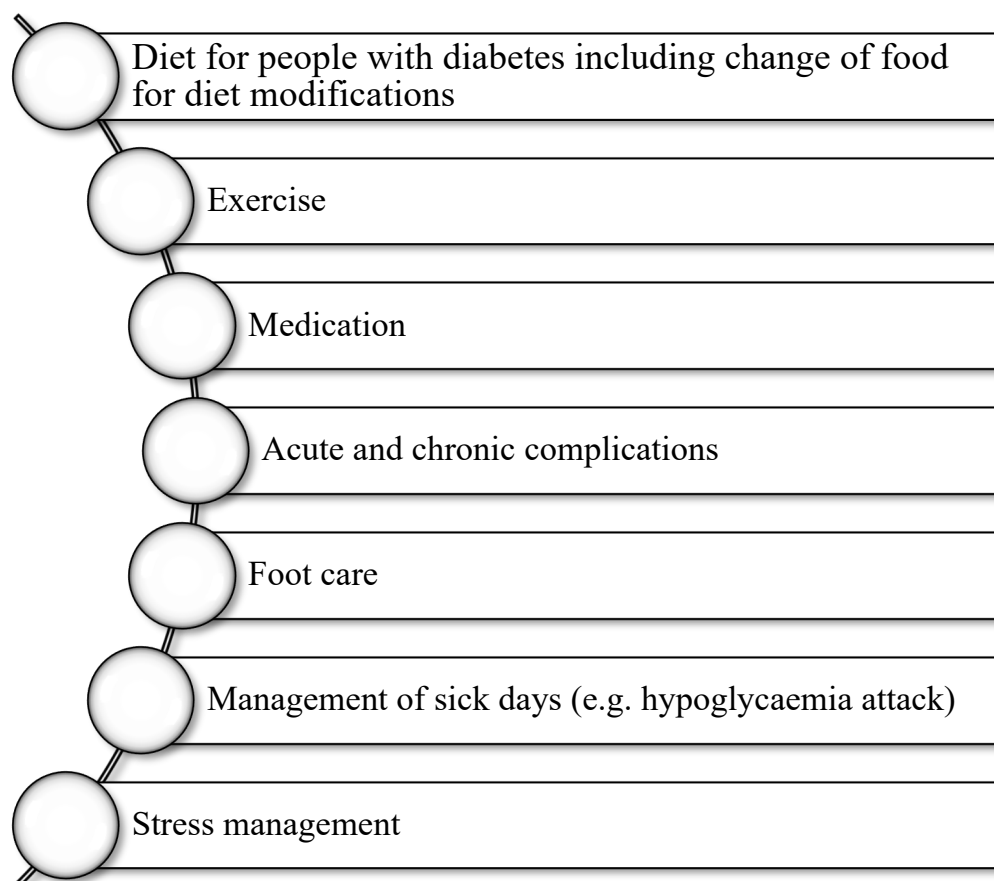 Diet for people with diabetes including change of food
for diet modifications
Exercise
Medication
Acute and chronic complications
Foot care
Management of sick days (e.g. hypoglycaemia attack)
Stress management